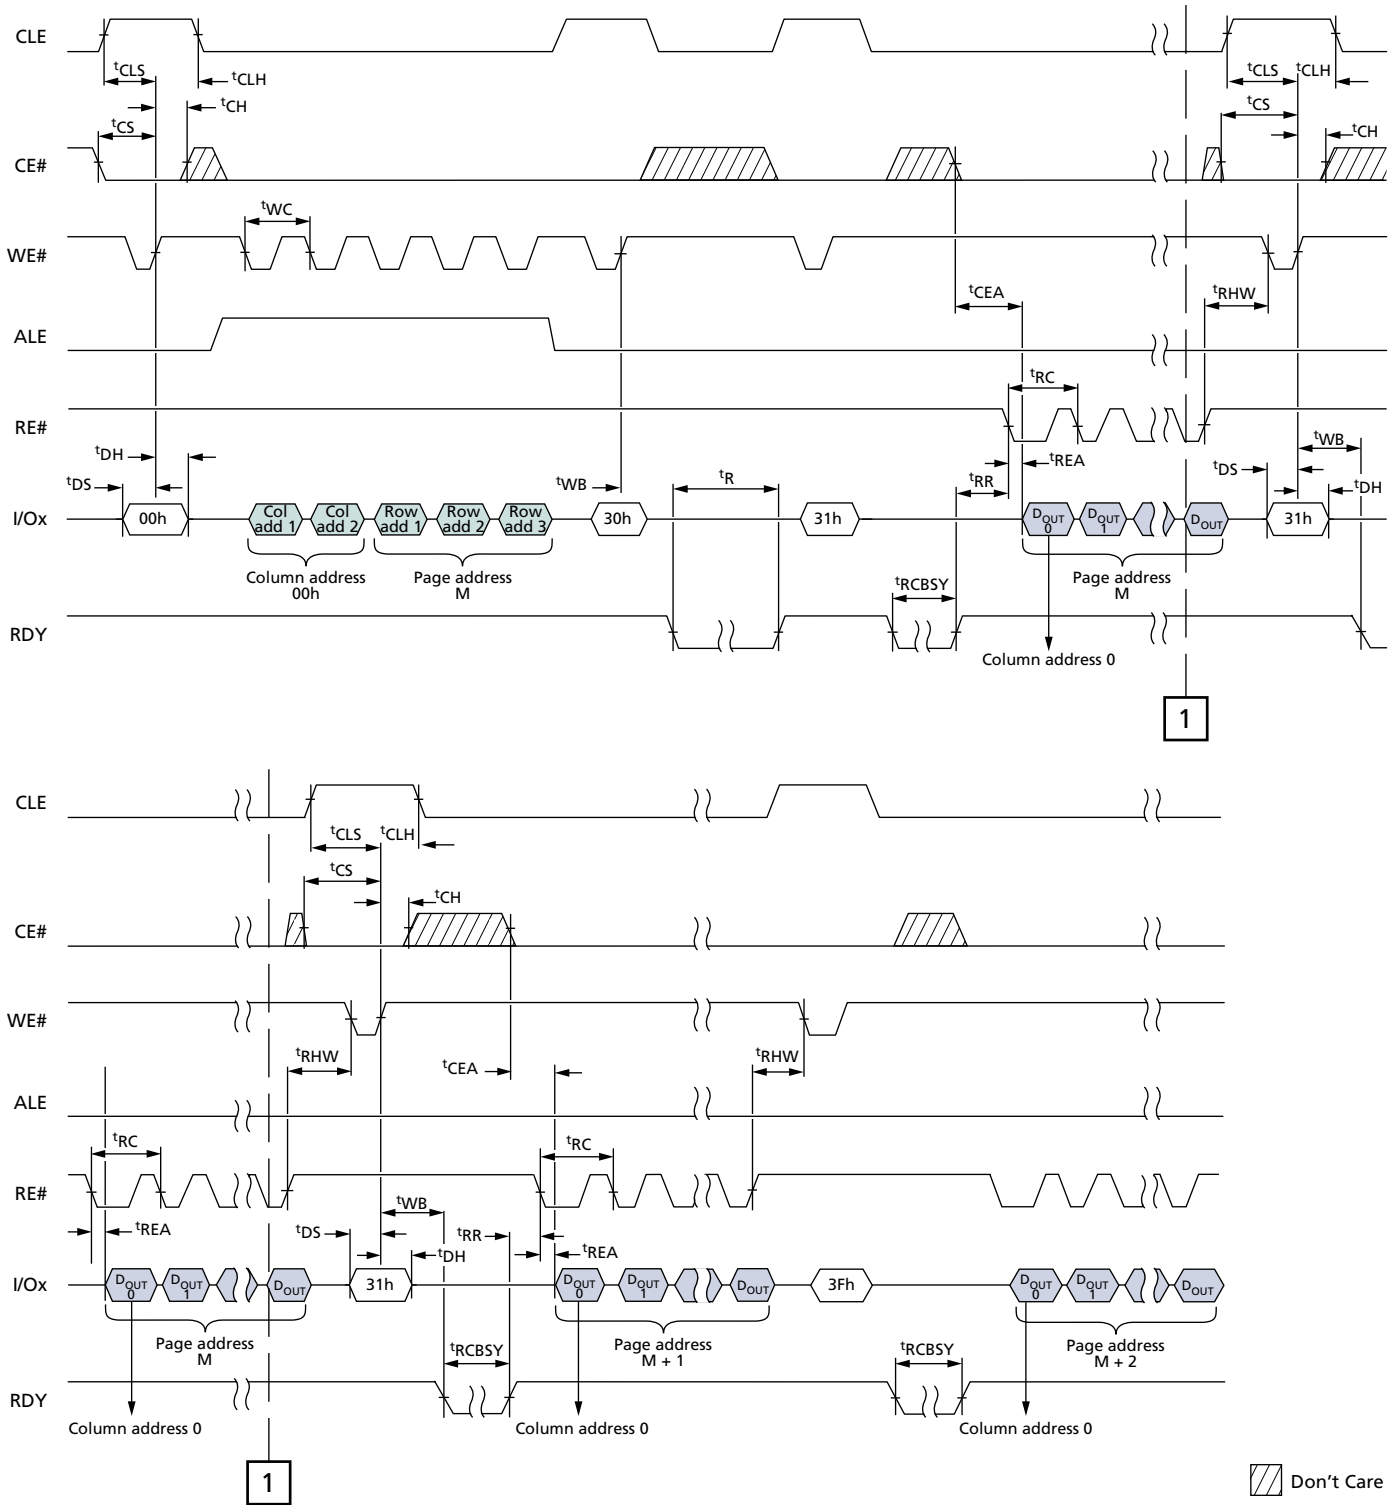 CLE
tCLS
tCLH
tCLS
tCLH
tCH
tCS
tCS
tCH
CE#
tWC
WE#
tCEA
tRHW
ALE
tRC
RE#
tDH
tWB
tREA
tDS
tWB
tR
tRR
tDS
tDH
I/Ox
00h
Col add 1
Col add 2
Row add 1
Row add 2
Row add 3
30h
31h
DOUT 0
DOUT 1
DOUT
31h
Column address
00h
Page address
M
Page address
M
tRCBSY
RDY
Column address 0
1
CLE
tCLS
tCLH
tCS
tCH
CE#
WE#
tRHW
tCEA
tRHW
ALE
tRC
tRC
RE#
tREA
tWB
tDS
tRR
tDH
tREA
I/Ox
DOUT 0
DOUT 1
DOUT
31h
DOUT 0
DOUT 1
DOUT
3Fh
DOUT 0
DOUT 1
DOUT
Page address
M
Page address
M + 1
Page address
M + 2
tRCBSY
tRCBSY
RDY
Column address 0
Column address 0
Column address 0
1
Don't Care